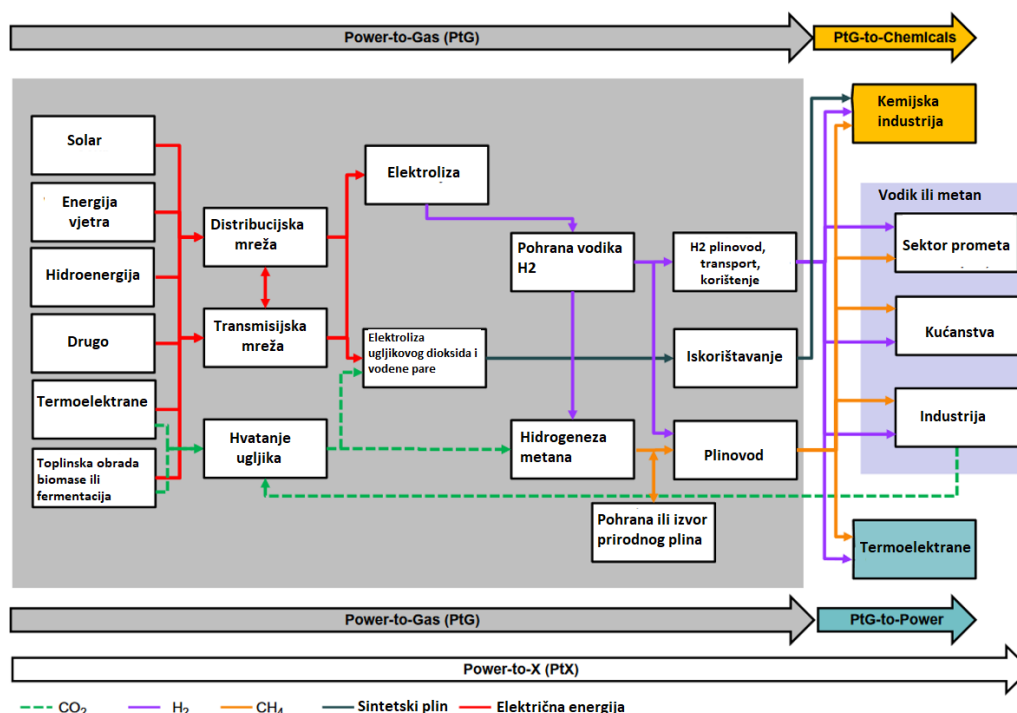 Power-to-Gas (PtG)
PtG-to-Chemicals
Solar
Energija
vjetra
Hidroenergija
Drugo
Termoelektrane
Toplinska obrada
biomase ili
fermentacija
Distribucijska
mreža
Transmisijska
mreža
Hvatanje
ugljika
Elektroliza
Elektroliza
ugljikovog dioksida i
vodene pare
Pohrana vodika
H2
Hidrogeneza
metana
Pohrana ili izvor
prirodnog plina
H2 plinovod,
transport,
korištenje
Iskorištavanje
Plinovod
Kemijska
industrija
Vodik ili metan
Sektor prometa
Kućanstva
Industrija
Termoelektrane
Power-to-Gas (PtG)
PtG-to-Power
Power-to-X (PtX)
CO2
H2
CH4
Sintetski plin
Električna energija